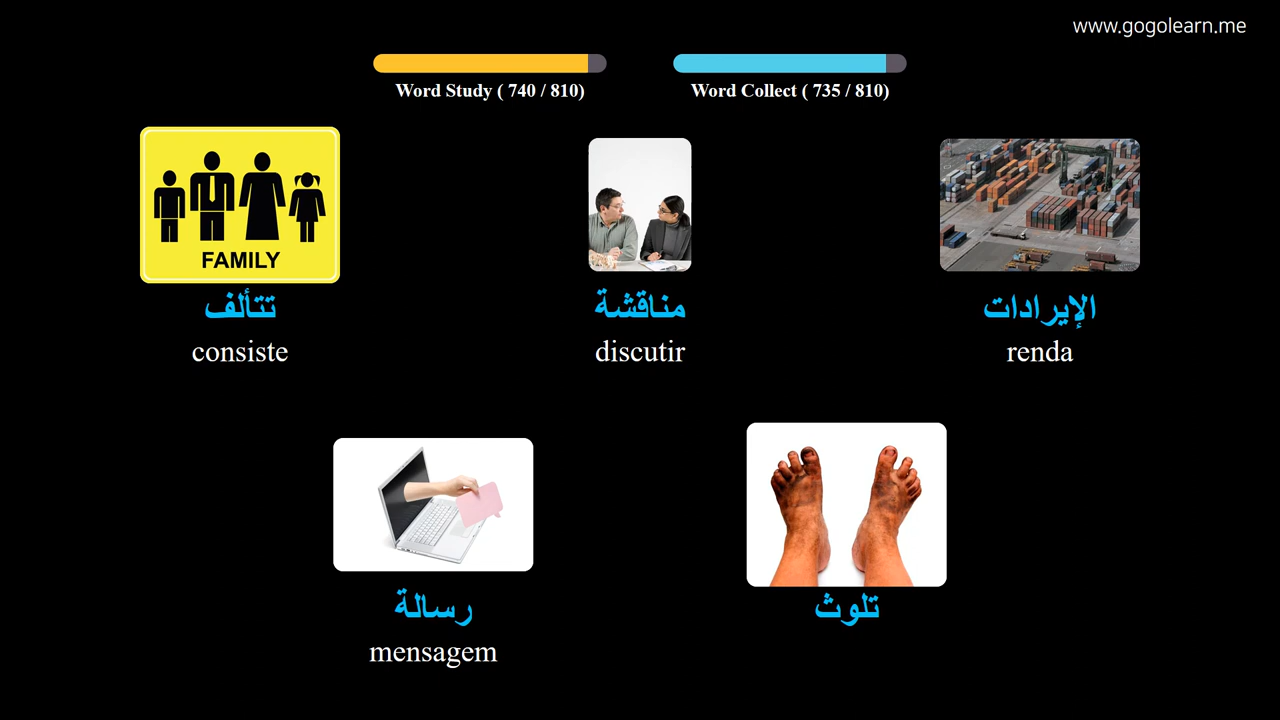 www.gogolearn.me
Word Study ( 740 / 810)
Word Collect ( 735 / 810)
FAMILY
تتألف
consiste
مناقشة
discutir
الإيرادات
renda
رسالة
mensagem
تلوث